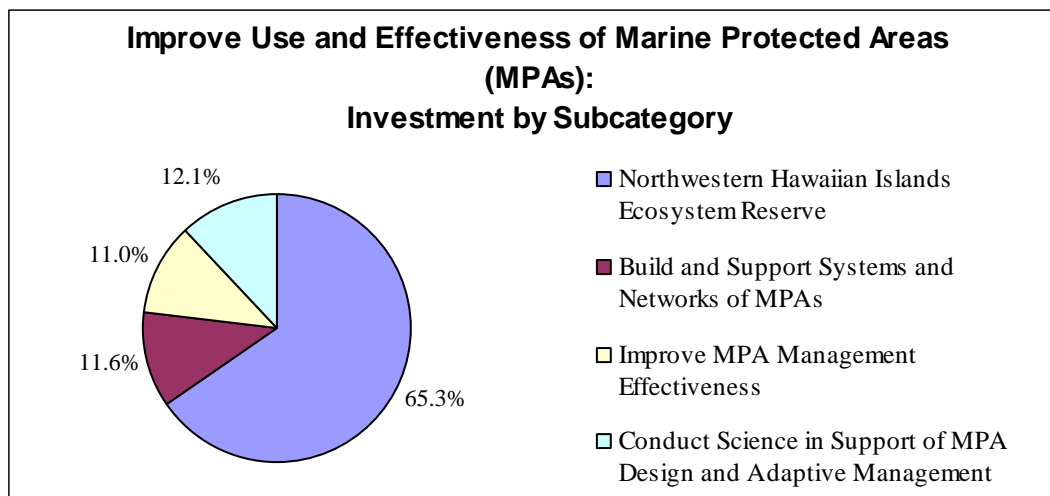 Improve Use and Effectiveness of Marine Protected Areas
(MPAs):
Investment by Subcategory
12.1%
11.0%
11.6%
65.3%
Northwestern Hawaiian Islands
Ecosystem Reserve
Build and Support Systems and
Networks of MPAs
Improve MPA Management
Effectiveness
Conduct Science in Support of MPA
Design and Adaptive Management